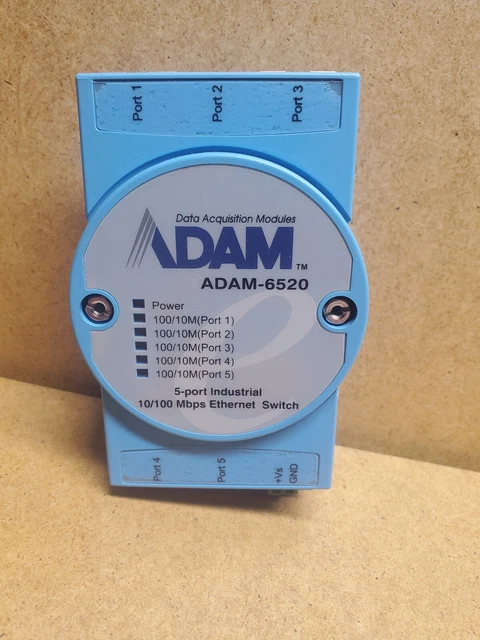 Port 1
Port 2
Port 3
Data Acquisition Modules
ADAM™
ADAM-6520
Power
100/10M(Port 1)
100/10M(Port 2)
100/10M(Port 3)
100/10M(Port 4)
100/10M(Port 5)
5-port Industrial
10/100 Mbps Ethernet Switch
Port 4
Port 5
+Vs
GND